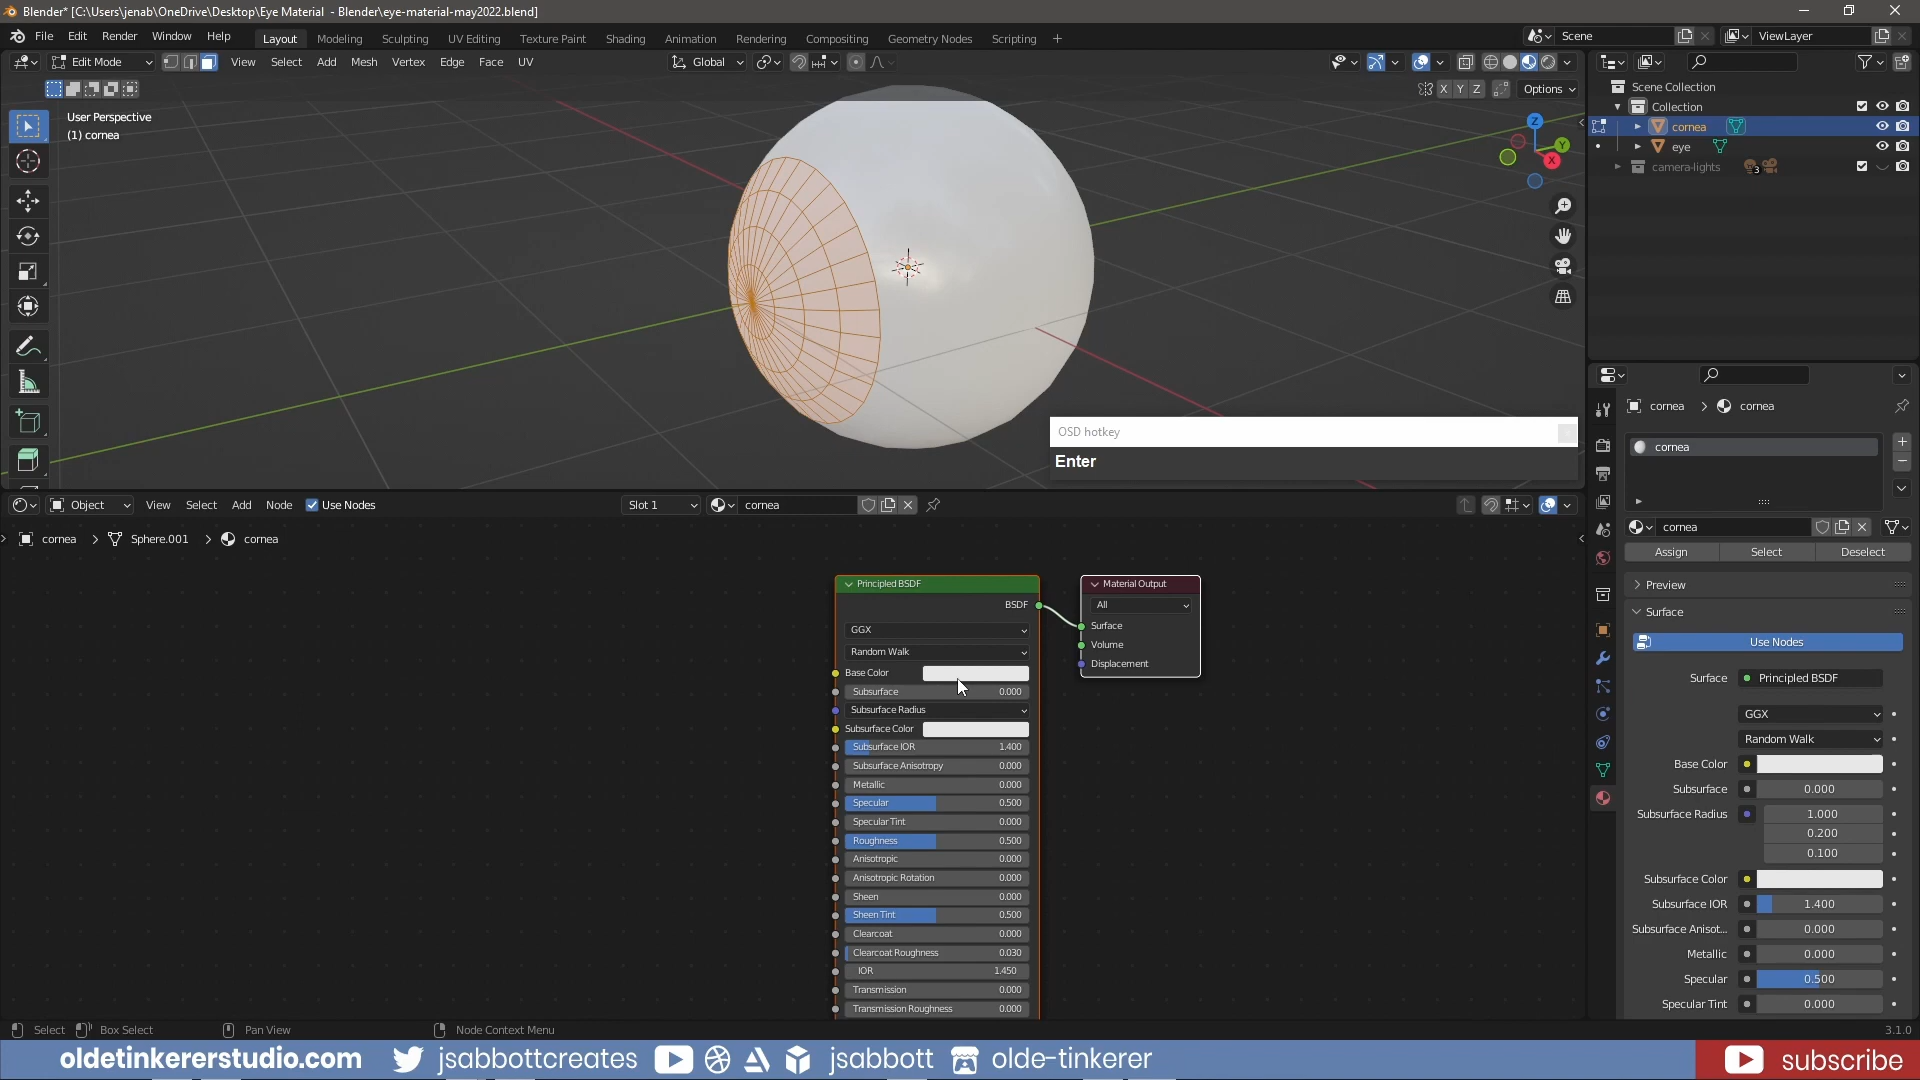 Blender* [C:\Users\jenab\OneDrive\Desktop\Eye Material - Blender\eye-material-may2022.blend]
File Edit Render Window Help Layout Modeling Sculpting UV Editing Texture Paint Shading Animation Rendering Compositing Geometry Nodes Scripting + Scene ViewLayer
Edit Mode View Select Add Mesh Vertex Edge Face UV Global
X Y Z Options
User Perspective
(1) cornea
Z
Y
X
Scene Collection
Collection
cornea
eye
camera-lights 3
OSD hotkey
Enter
cornea > cornea
cornea
cornea
Assign Select Deselect
Preview
Surface
Use Nodes
Surface Principled BSDF
GGX
Random Walk
Base Color
Subsurface 0.000
Subsurface Radius 1.000
0.200
0.100
Subsurface Color
Subsurface IOR 1.400
Subsurface Anisot... 0.000
Metallic 0.000
Specular 0.500
Specular Tint 0.000
Object View Select Add Node Use Nodes Slot 1 cornea
cornea > Sphere.001 > cornea
Principled BSDF
BSDF
GGX
Random Walk
Base Color
Subsurface 0.000
Subsurface Radius
Subsurface Color
Subsurface IOR 1.400
Subsurface Anisotropy 0.000
Metallic 0.000
Specular 0.500
Specular Tint 0.000
Roughness 0.500
Anisotropic 0.000
Anisotropic Rotation 0.000
Sheen 0.000
Sheen Tint 0.500
Clearcoat 0.000
Clearcoat Roughness 0.030
IOR 1.450
Transmission 0.000
Transmission Roughness 0.000
Material Output
All
Surface
Volume
Displacement
Select Box Select Pan View Node Context Menu 3.1.0
oldetinkererstudio.com jsabbottcreates jsabbott olde-tinkerer subscribe